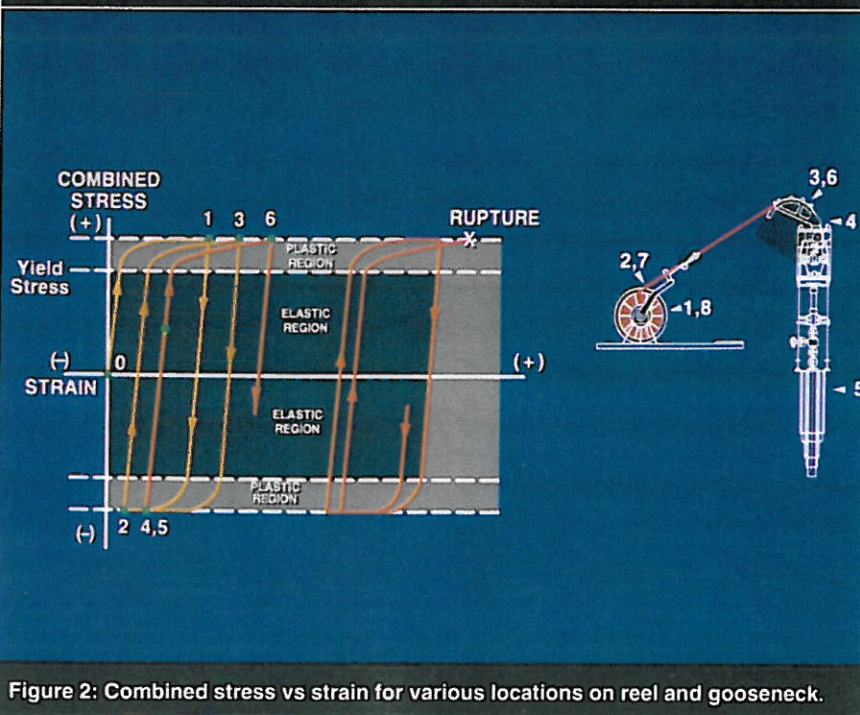 COMBINED
STRESS
(+)
1 3 6
RUPTURE
PLASTIC
REGION
Yield
Stress
ELASTIC
REGION
(-)
0
(+)
STRAIN
ELASTIC
REGION
PLASTIC
REGION
(-)
2 4,5
3,6
4
2,7
1,8
5
Figure 2: Combined stress vs strain for various locations on reel and gooseneck.